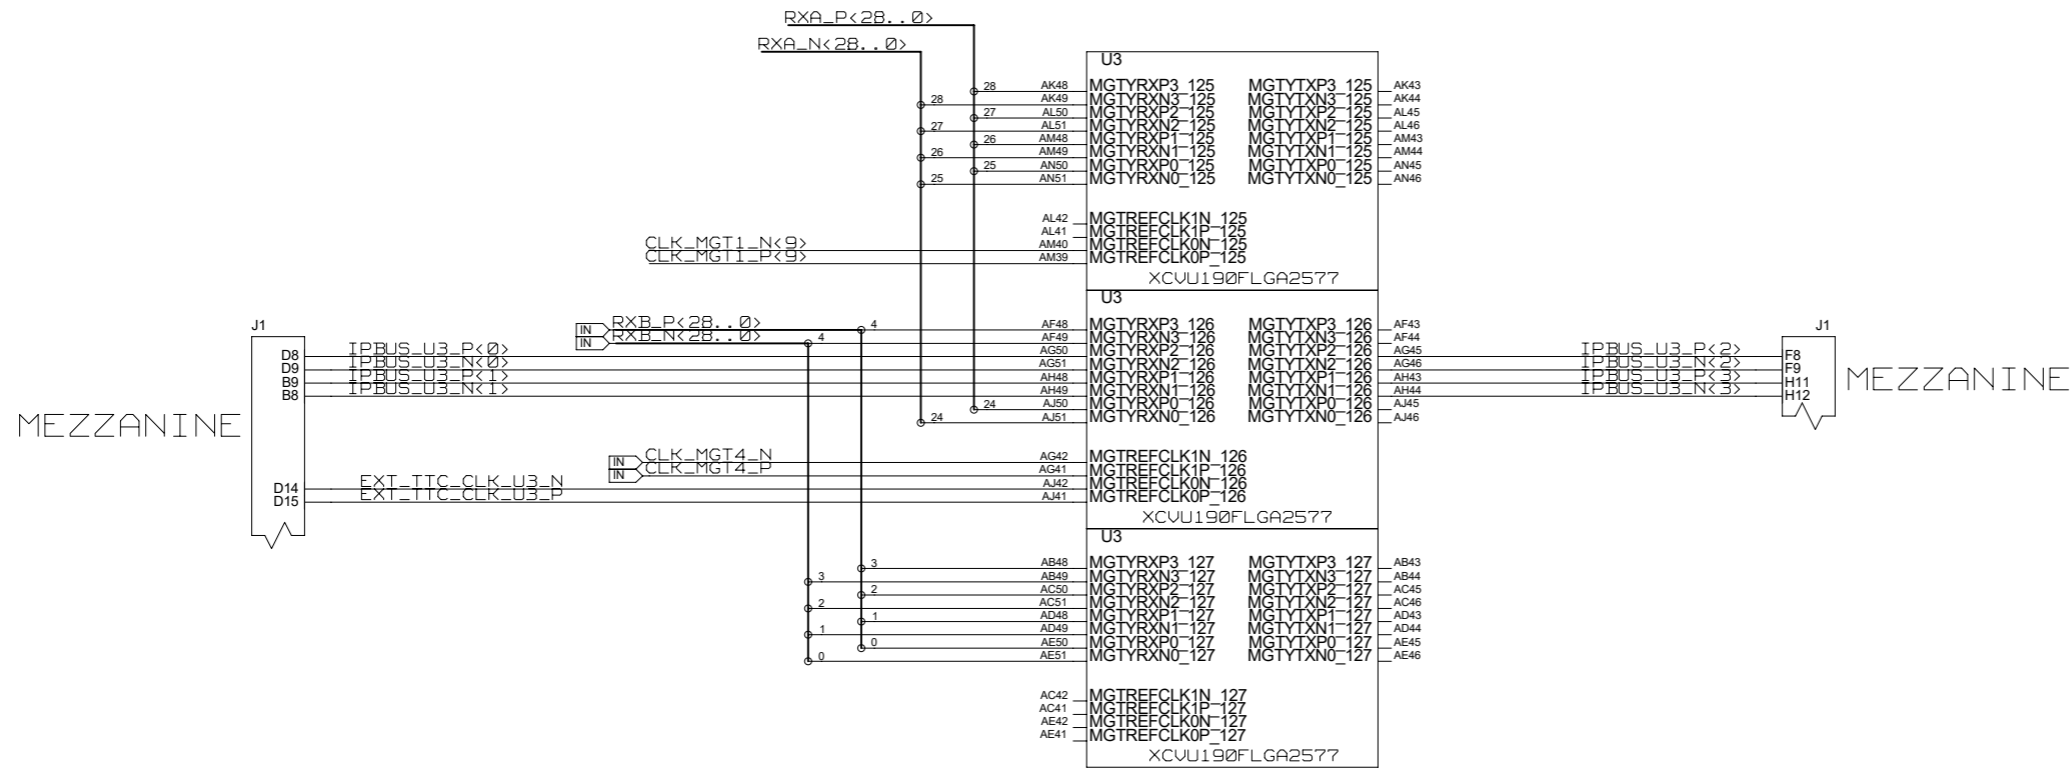 RXA_P<28..0>
RXA_N<28..0>
U3
28 AK48 MGTYRXP3_125 MGTYTXP3_125 AK43
28 AK49 MGTYRXN3_125 MGTYTXN3_125 AK44
27 AL50 MGTYRXP2_125 MGTYTXP2_125 AL45
27 AL51 MGTYRXN2_125 MGTYTXN2_125 AL46
26 AM48 MGTYRXP1_125 MGTYTXP1_125 AM43
26 AM49 MGTYRXN1_125 MGTYTXN1_125 AM44
25 AN50 MGTYRXP0_125 MGTYTXP0_125 AN45
25 AN51 MGTYRXN0_125 MGTYTXN0_125 AN46
AL42 MGTREFCLK1N_125
AL41 MGTREFCLK1P_125
CLK_MGT1_N<9> AM40 MGTREFCLK0N_125
CLK_MGT1_P<9> AM39 MGTREFCLK0P_125
XCVU190FLGA2577
U3
J1
J1
IN RXB_P<28..0> 4 AF48 MGTYRXP3_126 MGTYTXP3_126 AF43
IN RXB_N<28..0> 4 AF49 MGTYRXN3_126 MGTYTXN3_126 AF44
D8 IPBUS_U3_P<0> AG50 MGTYRXP2_126 MGTYTXP2_126 AG45 IPBUS_U3_P<2> F8
D9 IPBUS_U3_N<0> AG51 MGTYRXN2_126 MGTYTXN2_126 AG46 IPBUS_U3_N<2> F9
B9 IPBUS_U3_P<1> AH48 MGTYRXP1_126 MGTYTXP1_126 AH43 IPBUS_U3_P<3> H11
B8 IPBUS_U3_N<1> AH49 MGTYRXN1_126 MGTYTXN1_126 AH44 IPBUS_U3_N<3> H12
MEZZANINE
MEZZANINE
24 AJ50 MGTYRXP0_126 MGTYTXP0_126 AJ45
24 AJ51 MGTYRXN0_126 MGTYTXN0_126 AJ46
IN CLK_MGT4_N AG42 MGTREFCLK1N_126
IN CLK_MGT4_P AG41 MGTREFCLK1P_126
D14 EXT_TTC_CLK_U3_N AJ42 MGTREFCLK0N_126
D15 EXT_TTC_CLK_U3_P AJ41 MGTREFCLK0P_126
XCVU190FLGA2577
U3
3 AB48 MGTYRXP3_127 MGTYTXP3_127 AB43
3 AB49 MGTYRXN3_127 MGTYTXN3_127 AB44
2 AC50 MGTYRXP2_127 MGTYTXP2_127 AC45
2 AC51 MGTYRXN2_127 MGTYTXN2_127 AC46
1 AD48 MGTYRXP1_127 MGTYTXP1_127 AD43
1 AD49 MGTYRXN1_127 MGTYTXN1_127 AD44
0 AE50 MGTYRXP0_127 MGTYTXP0_127 AE45
0 AE51 MGTYRXN0_127 MGTYTXN0_127 AE46
AC42 MGTREFCLK1N_127
AC41 MGTREFCLK1P_127
AE42 MGTREFCLK0N_127
AE41 MGTREFCLK0P_127
XCVU190FLGA2577